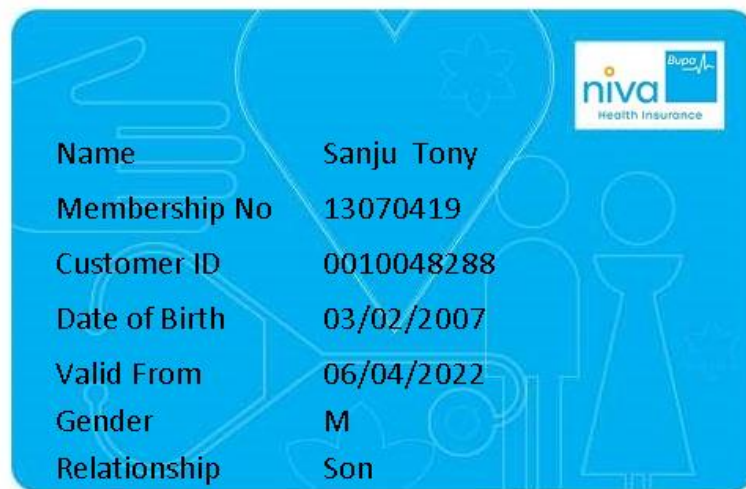 Bupa
niva
Health Insurance
Name Sanju Tony
Membership No 13070419
Customer ID 0010048288
Date of Birth 03/02/2007
Valid From 06/04/2022
Gender M
Relationship Son